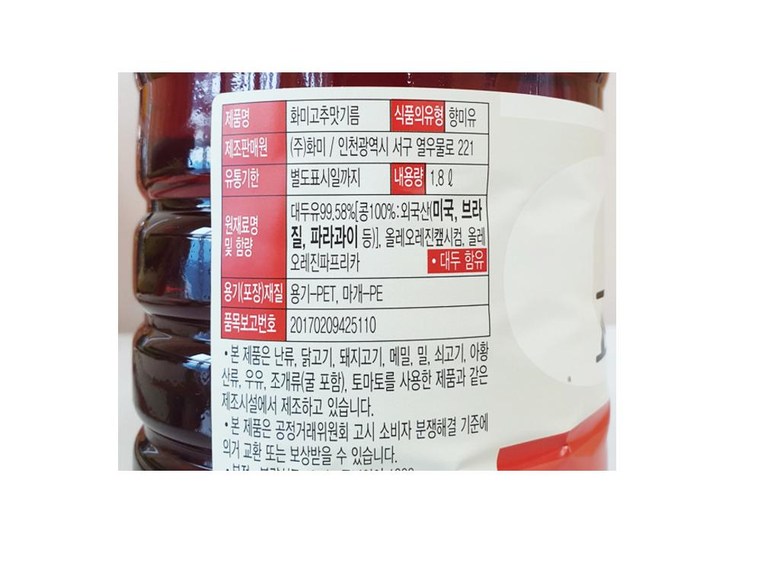 제품명 화미고추맛기름 식품의유형 향미유
제조판매원 (주)화미 / 인천광역시 서구 열우물로 221
유통기한 별도표시일까지 내용량 1.8ℓ
원재료명 및 함량 대두유99.58%[콩100%:외국산(미국, 브라
질, 파라과이 등)], 올레오레진캪시컴, 올레
오레진파프리카 • 대두 함유
용기(포장)재질 용기-PET, 마개-PE
품목보고번호 20170209425110
• 본 제품은 난류, 닭고기, 돼지고기, 메밀, 밀, 쇠고기, 아황
산류, 우유, 조개류(굴 포함), 토마토를 사용한 제품과 같은
제조시설에서 제조하고 있습니다.
• 본 제품은 공정거래위원회 고시 소비자 분쟁해결 기준에
의거 교환 또는 보상받을 수 있습니다.